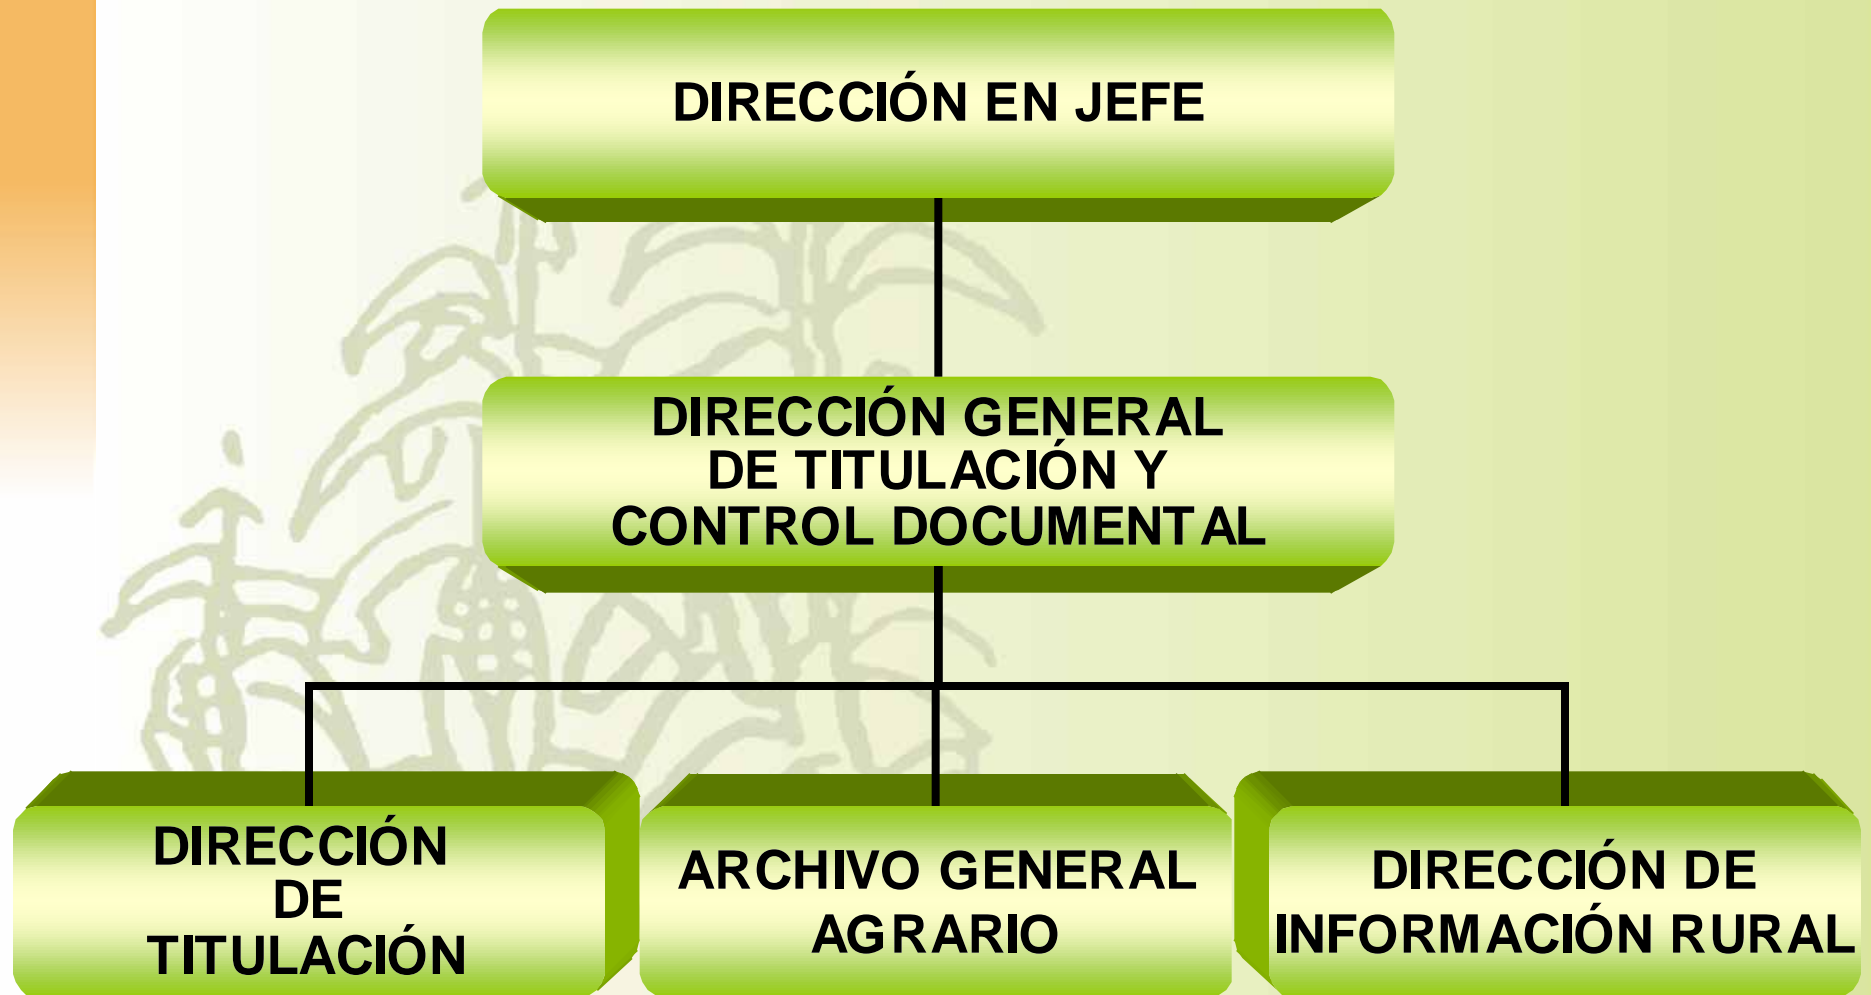 DIRECCIÓN EN JEFE
DIRECCIÓN GENERAL
DE TITULACIÓN Y
CONTROL DOCUMENTAL
DIRECCIÓN
DE
TITULACIÓN
ARCHIVO GENERAL
AGRARIO
DIRECCIÓN DE
INFORMACIÓN RURAL